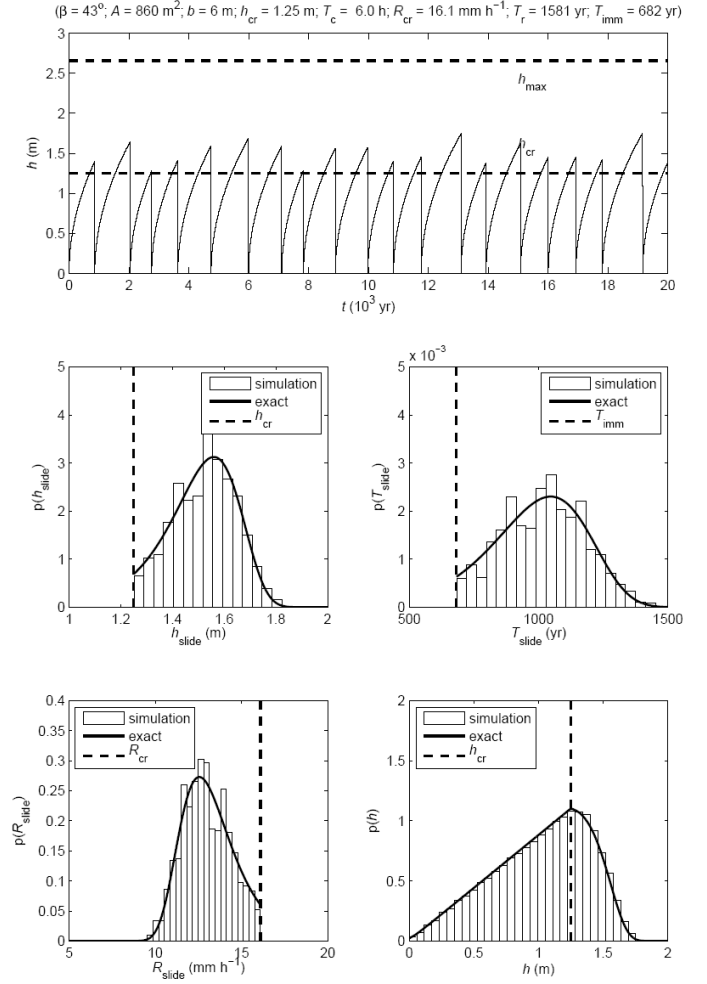 (β = 43º; A = 860 m²; b = 6 m; h_cr = 1.25 m; T_c = 6.0 h; R_cr = 16.1 mm h⁻¹; T_r = 1581 yr; T_imm = 682 yr)
3
2.5
2
1.5
1
0.5
0
h (m)
h_max
h_cr
0 2 4 6 8 10 12 14 16 18 20
t (10³ yr)
5
4
3
2
1
0
p(h_slide)
simulation
exact
h_cr
1 1.2 1.4 1.6 1.8 2
h_slide (m)
x 10⁻³
5
4
3
2
1
0
p(T_slide)
simulation
exact
T_imm
500 1000 1500
T_slide (yr)
0.4
0.35
0.3
0.25
0.2
0.15
0.1
0.05
0
p(R_slide)
simulation
exact
R_cr
5 10 15 20
R_slide (mm h⁻¹)
2
1.5
1
0.5
0
p(h)
simulation
exact
h_cr
0 0.5 1 1.5 2
h (m)